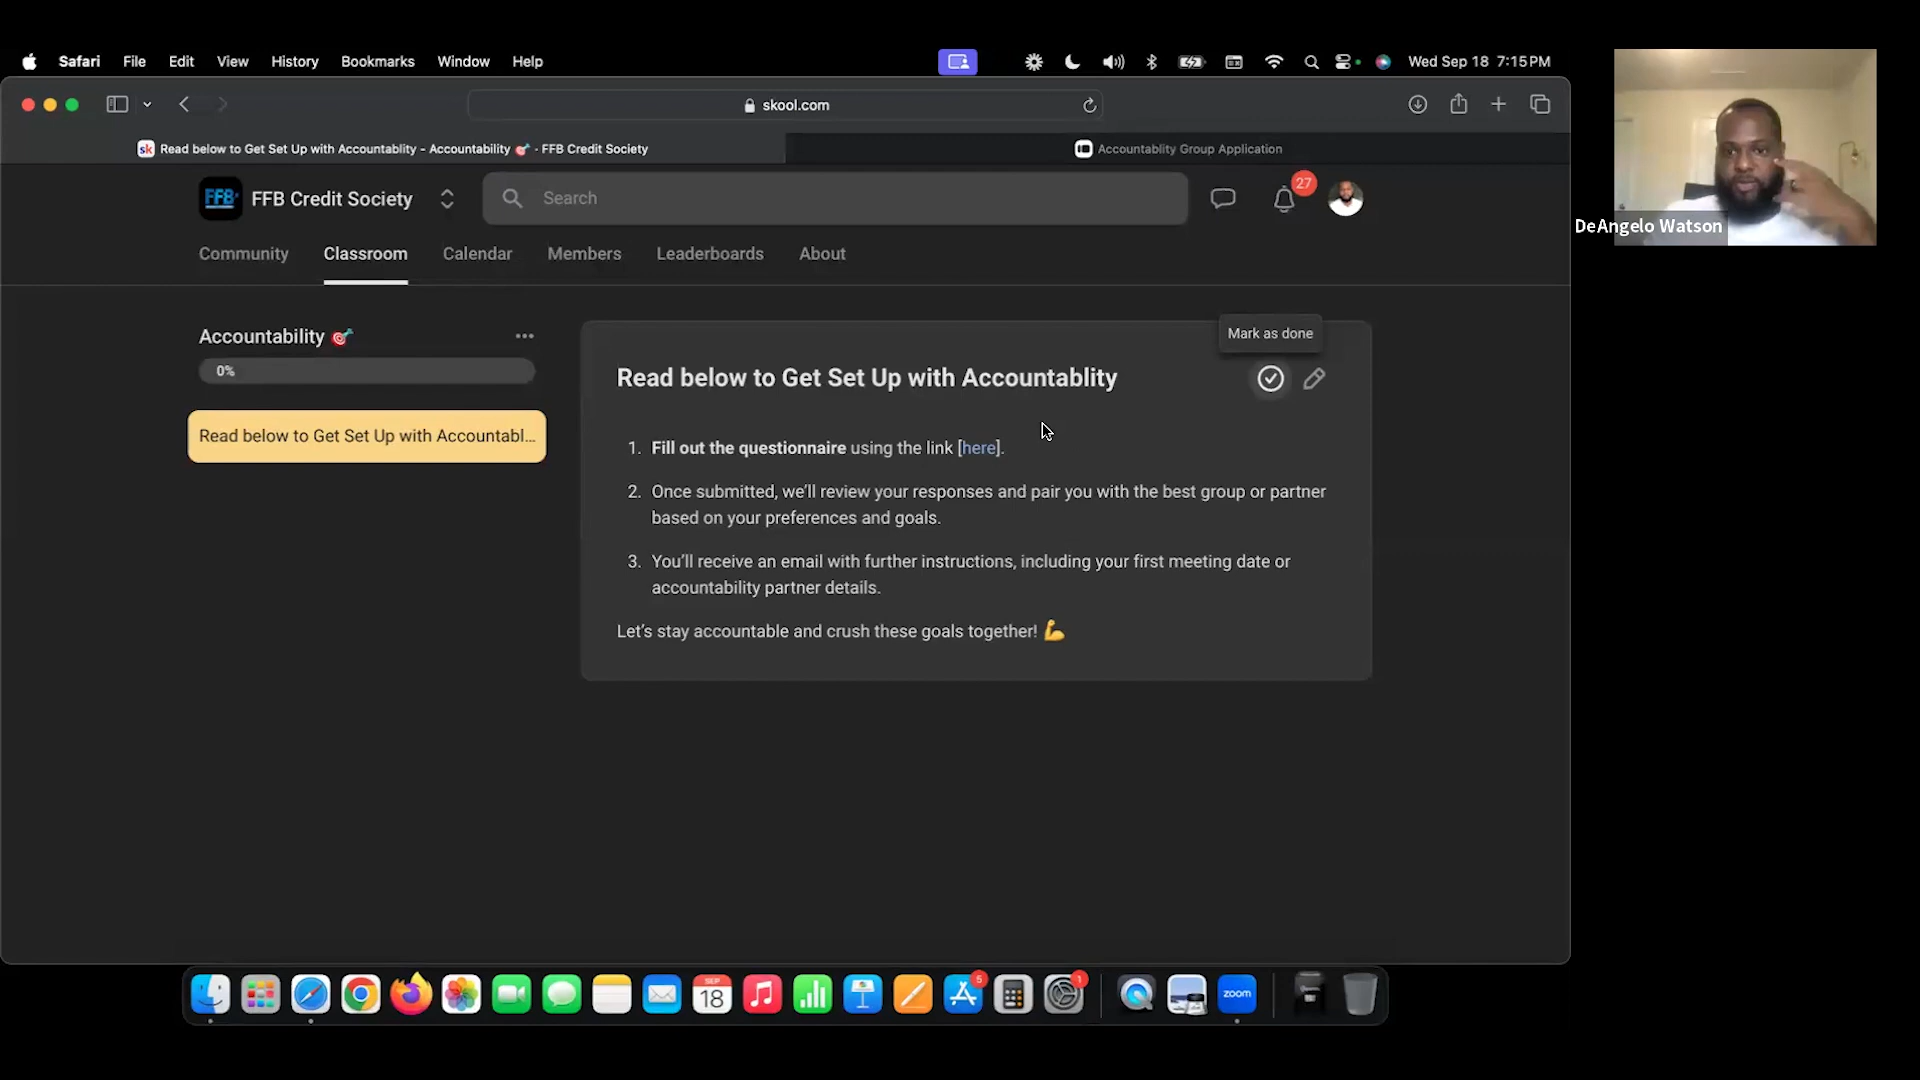 Safari File Edit View History Bookmarks Window Help Wed Sep 18 7:15 PM
skool.com
sk Read below to Get Set Up with Accountablity - Accountability 🎯 · FFB Credit Society
Accountablity Group Application
FFB FFB Credit Society
Search
27
DeAngelo Watson
Community Classroom Calendar Members Leaderboards About
Accountability 🎯
0%
Read below to Get Set Up with Accountabl...
Mark as done
Read below to Get Set Up with Accountablity
1. Fill out the questionnaire using the link [here].
2. Once submitted, we’ll review your responses and pair you with the best group or partner
based on your preferences and goals.
3. You’ll receive an email with further instructions, including your first meeting date or
accountability partner details.
Let’s stay accountable and crush these goals together! 💪
SEP
18
5
1
zoom